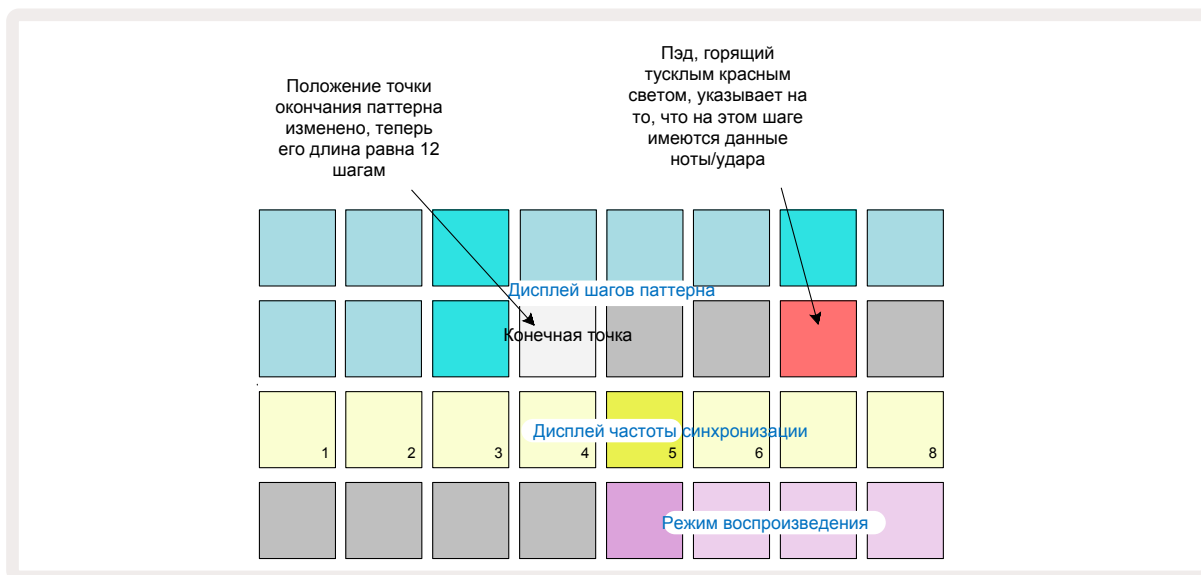 Положение точки
окончания паттерна
изменено, теперь
его длина равна 12
шагам
Пэд, горящий
тусклым красным
светом, указывает на
то, что на этом шаге
имеются данные
ноты/удара
Дисплей шагов паттерна
Конечная точка
Дисплей частоты синхронизации
1 2 3 4 5 6 8
Режим воспроизведения